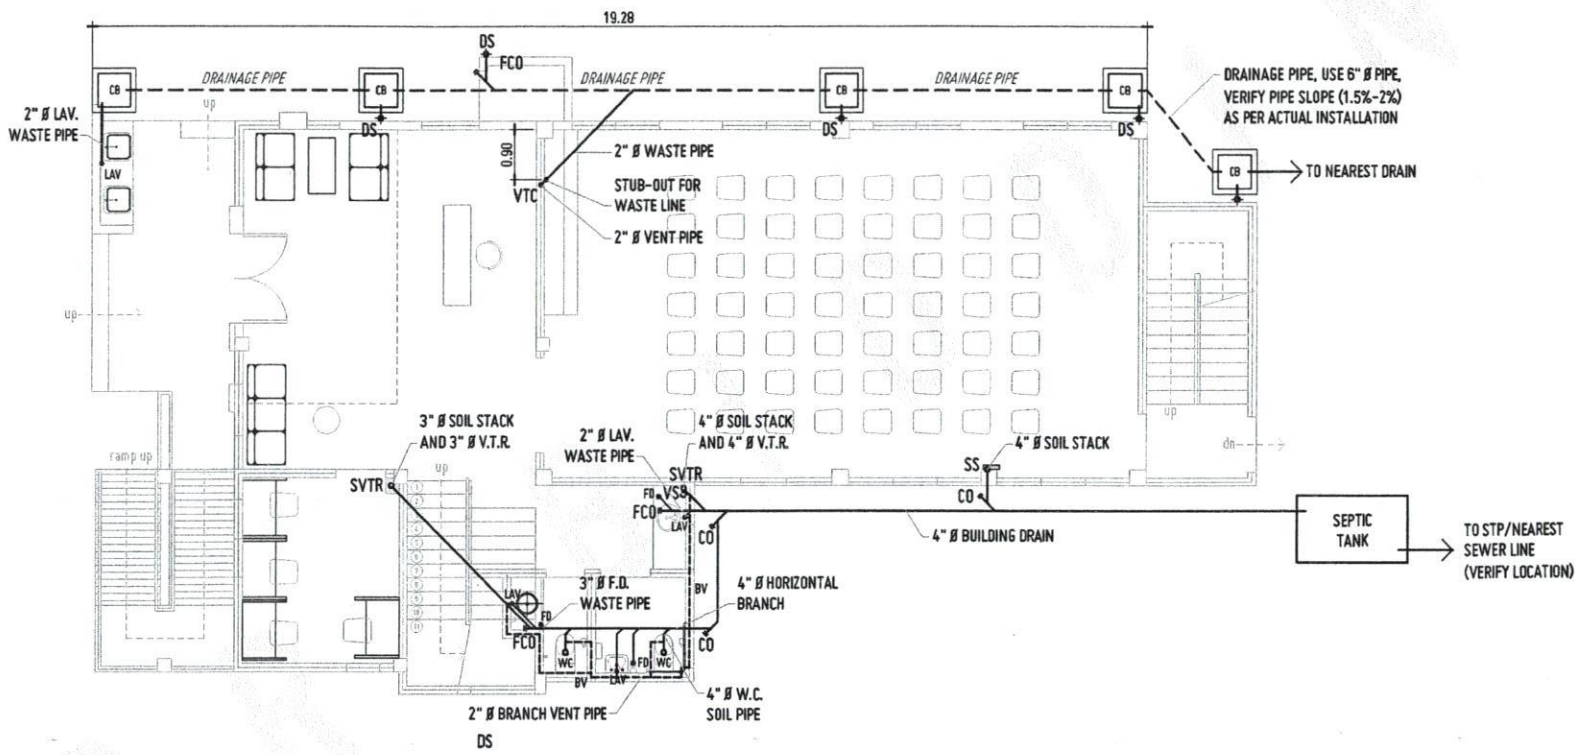 19.28
DS
FCO
DRAINAGE PIPE
DRAINAGE PIPE
DRAINAGE PIPE
CB
CB
CB
CB
DRAINAGE PIPE, USE 6" Ø PIPE,
VERIFY PIPE SLOPE (1.5%-2%)
AS PER ACTUAL INSTALLATION
2" Ø LAV.
WASTE PIPE
up
DS
DS
DS
LAV
0.90
2" Ø WASTE PIPE
VTC
STUB-OUT FOR
WASTE LINE
2" Ø VENT PIPE
CB
TO NEAREST DRAIN
up
up
dn
3" Ø SOIL STACK
AND 3" Ø V.T.R.
2" Ø LAV.
WASTE PIPE
4" Ø SOIL STACK
AND 4" Ø V.T.R.
4" Ø SOIL STACK
ramp up
up
SVTR
SVTR
SS
FD
VS
CO
FCO
LAV
CO
4" Ø BUILDING DRAIN
SEPTIC
TANK
TO STP/NEAREST
SEWER LINE
(VERIFY LOCATION)
3" Ø F.D.
WASTE PIPE
BV
4" Ø HORIZONTAL
BRANCH
LAV
FD
FCO
CO
WC
FD
WC
BV
LAV
4" Ø W.C.
SOIL PIPE
2" Ø BRANCH VENT PIPE
DS